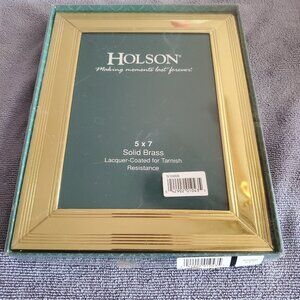 HOLSON®
"Making moments last forever."
5 x 7
Solid Brass
Lacquer-Coated for Tarnish
Resistance